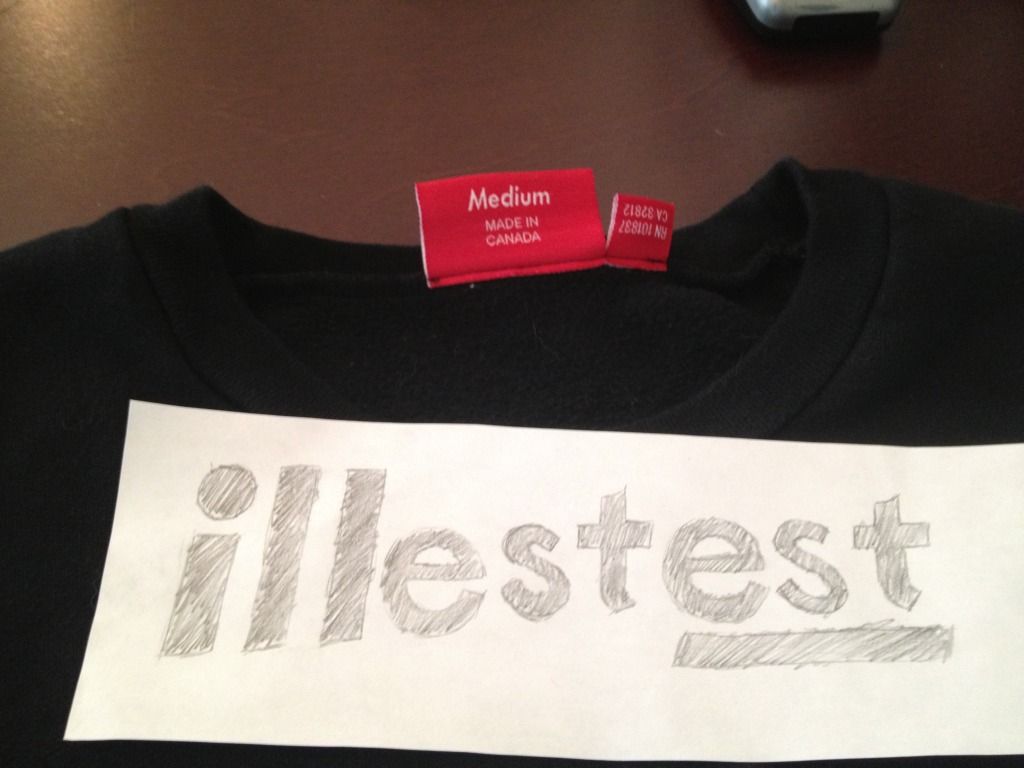 Medium
MADE IN
CANADA
RN 101837
CA 32812
illestest